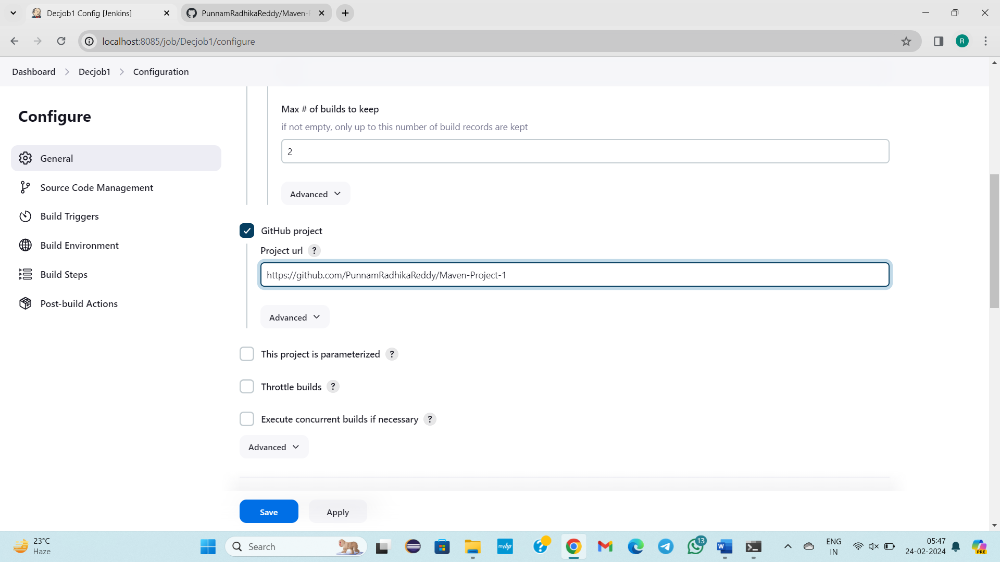 Decjob1 Config [Jenkins]
PunnamRadhikaReddy/Maven-P
localhost:8085/job/Decjob1/configure
R
Dashboard
Decjob1
Configuration
Configure
General
Source Code Management
Build Triggers
Build Environment
Build Steps
Post-build Actions
Max # of builds to keep
if not empty, only up to this number of build records are kept
2
Advanced
GitHub project
Project url ?
https://github.com/PunnamRadhikaReddy/Maven-Project-1
Advanced
This project is parameterized ?
Throttle builds ?
Execute concurrent builds if necessary ?
Advanced
Save
Apply
23°C
Haze
Search
myhp
?
13
W
ENG
IN
05:47
24-02-2024
PRE